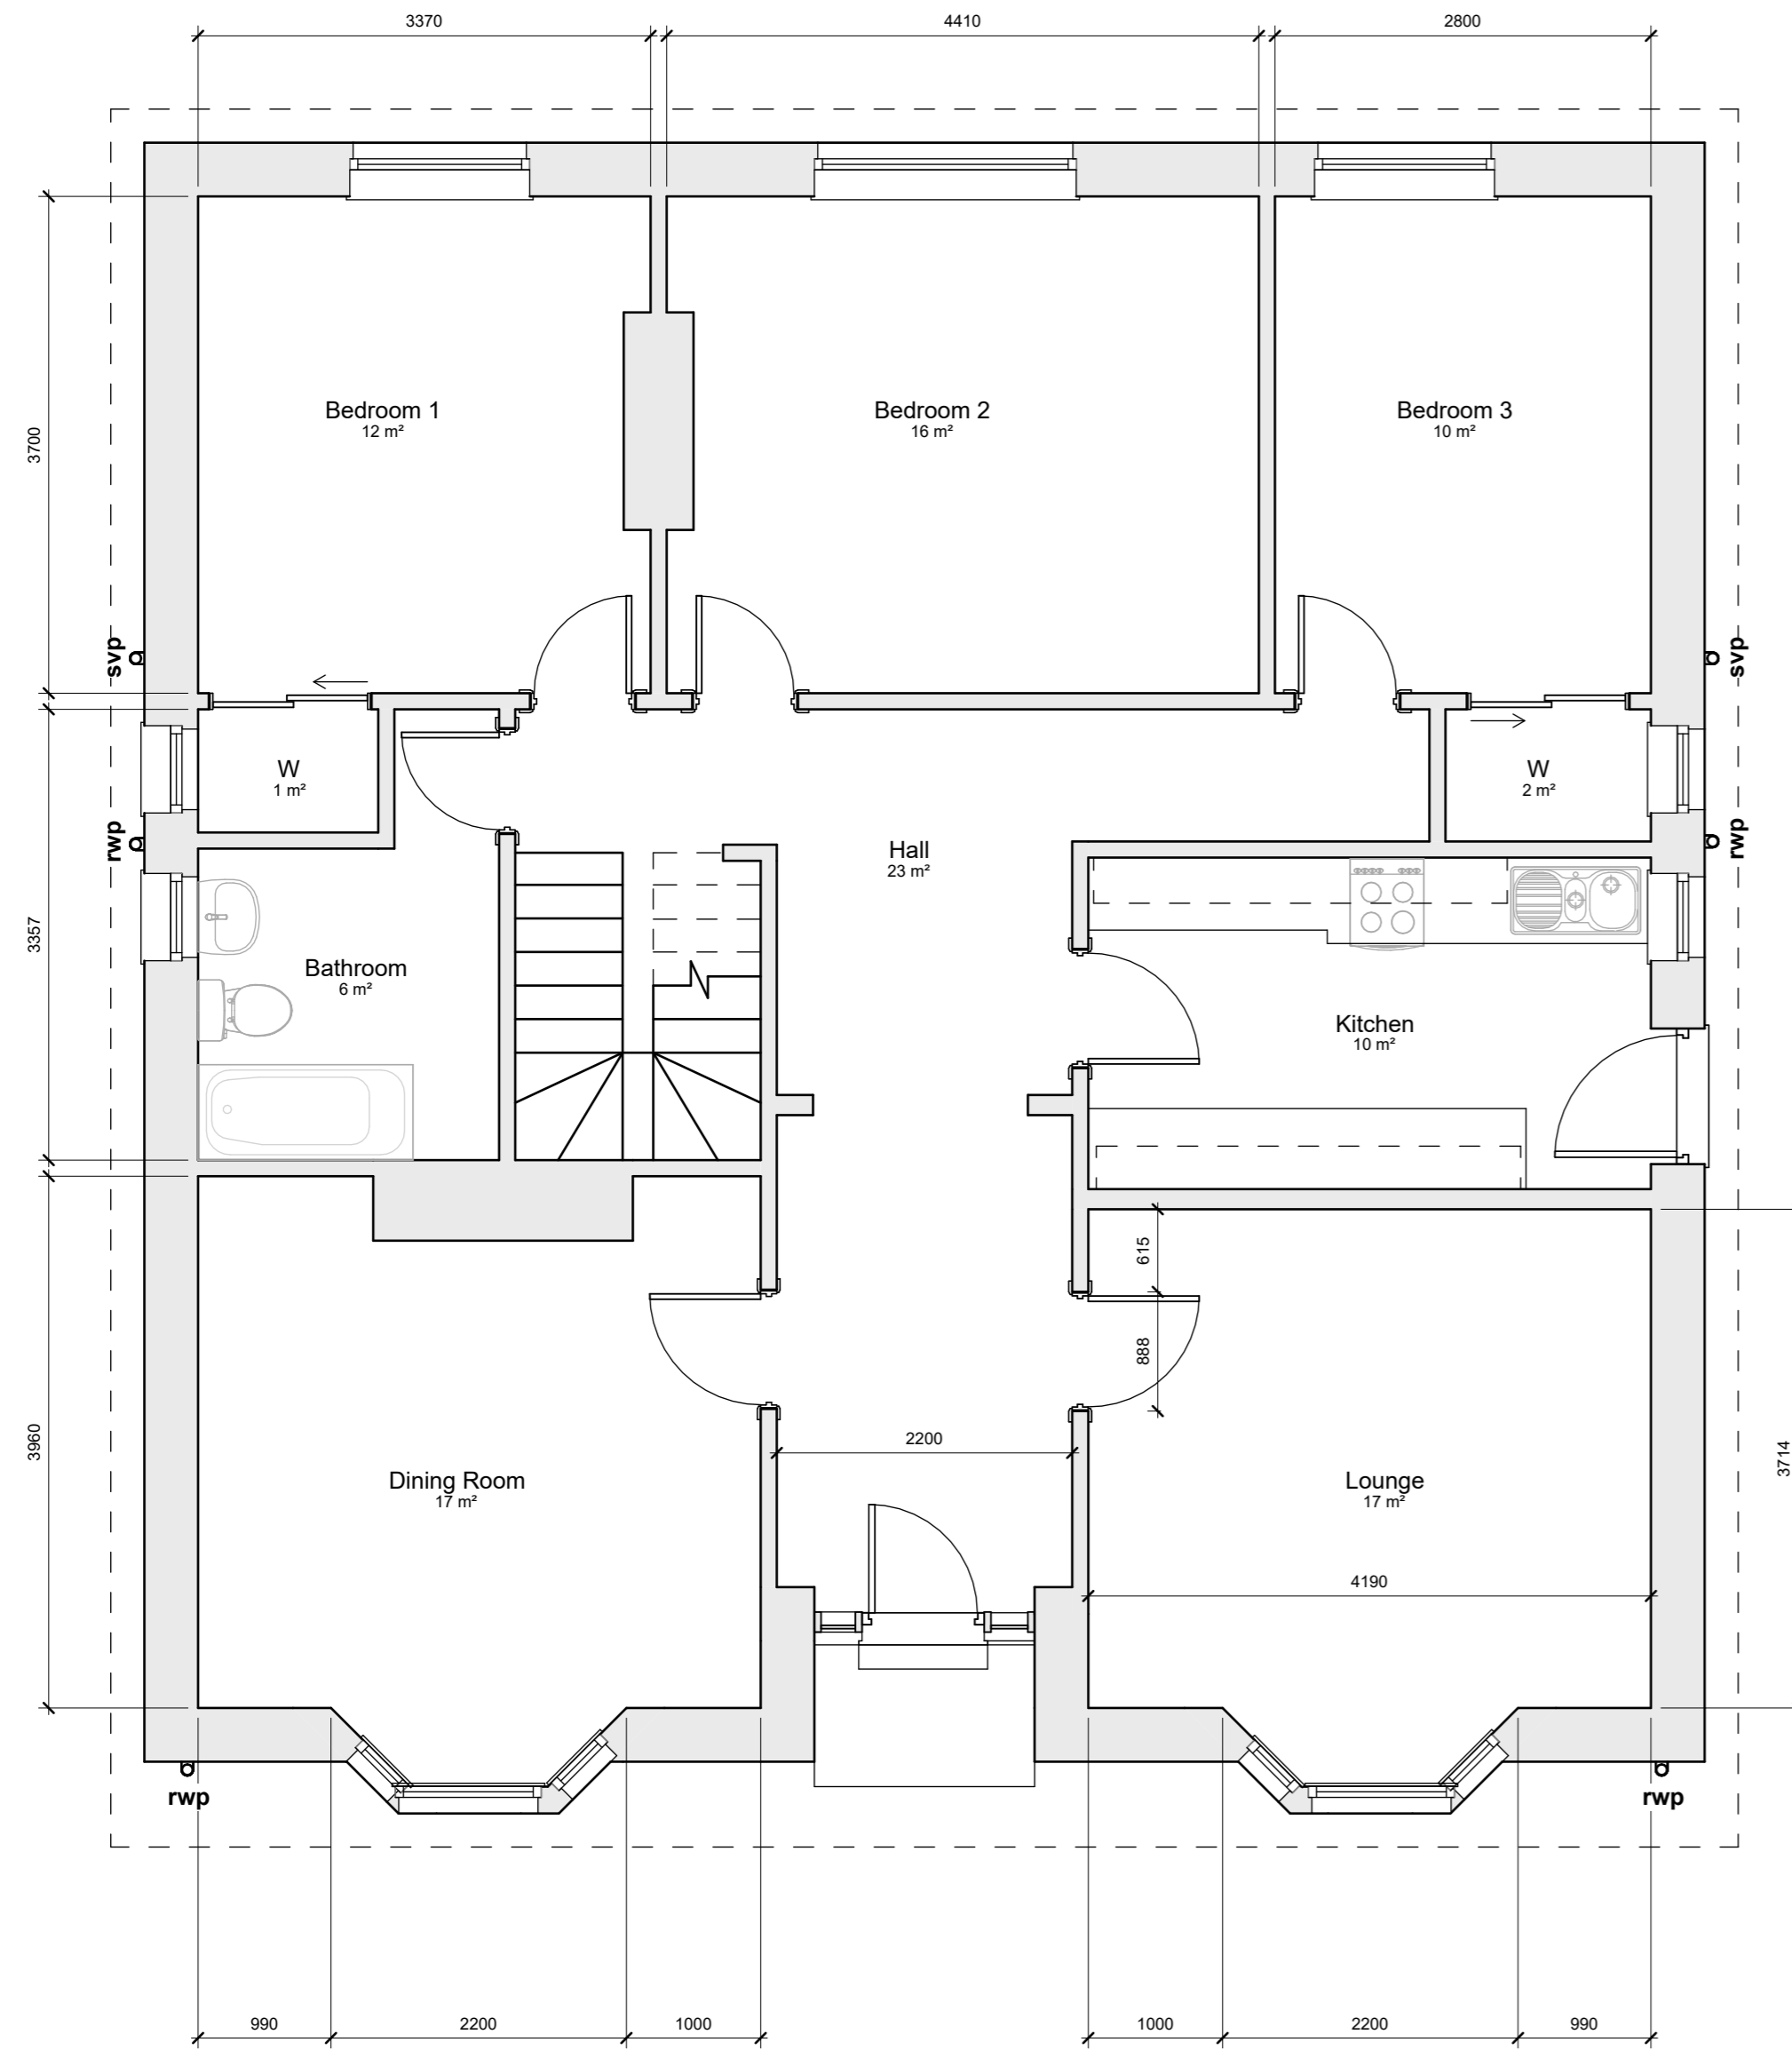 3370
4410
2800
3700
3357
3960
Bedroom 1
12 m²
Bedroom 2
16 m²
Bedroom 3
10 m²
svp
svp
W
1 m²
W
2 m²
rwp
rwp
Hall
23 m²
Bathroom
6 m²
Kitchen
10 m²
615
888
2200
3714
Dining Room
17 m²
Lounge
17 m²
4190
rwp
rwp
990
2200
1000
1000
2200
990